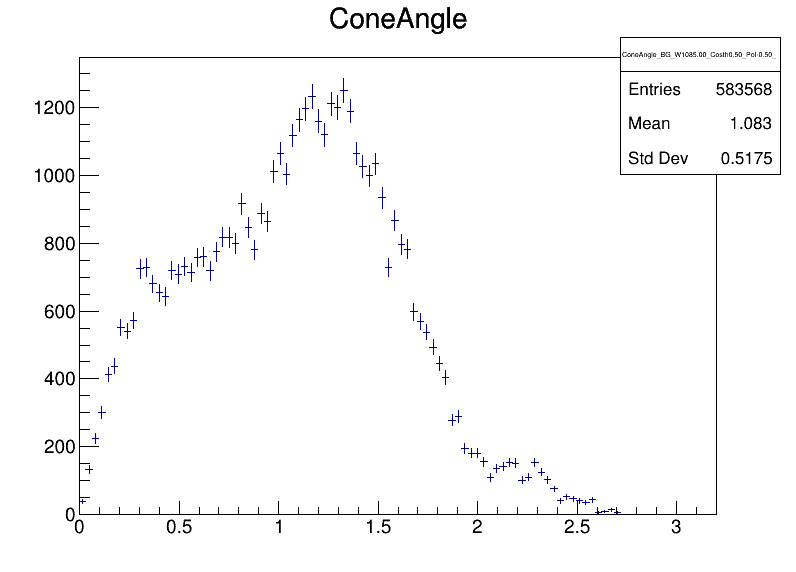 ConeAngle
ConeAngle_BG_W1085.00_Costh0.50_Pol-0.50_
Entries 583568
Mean 1.083
Std Dev 0.5175
1200
1000
800
600
400
200
0
0 0.5 1 1.5 2 2.5 3